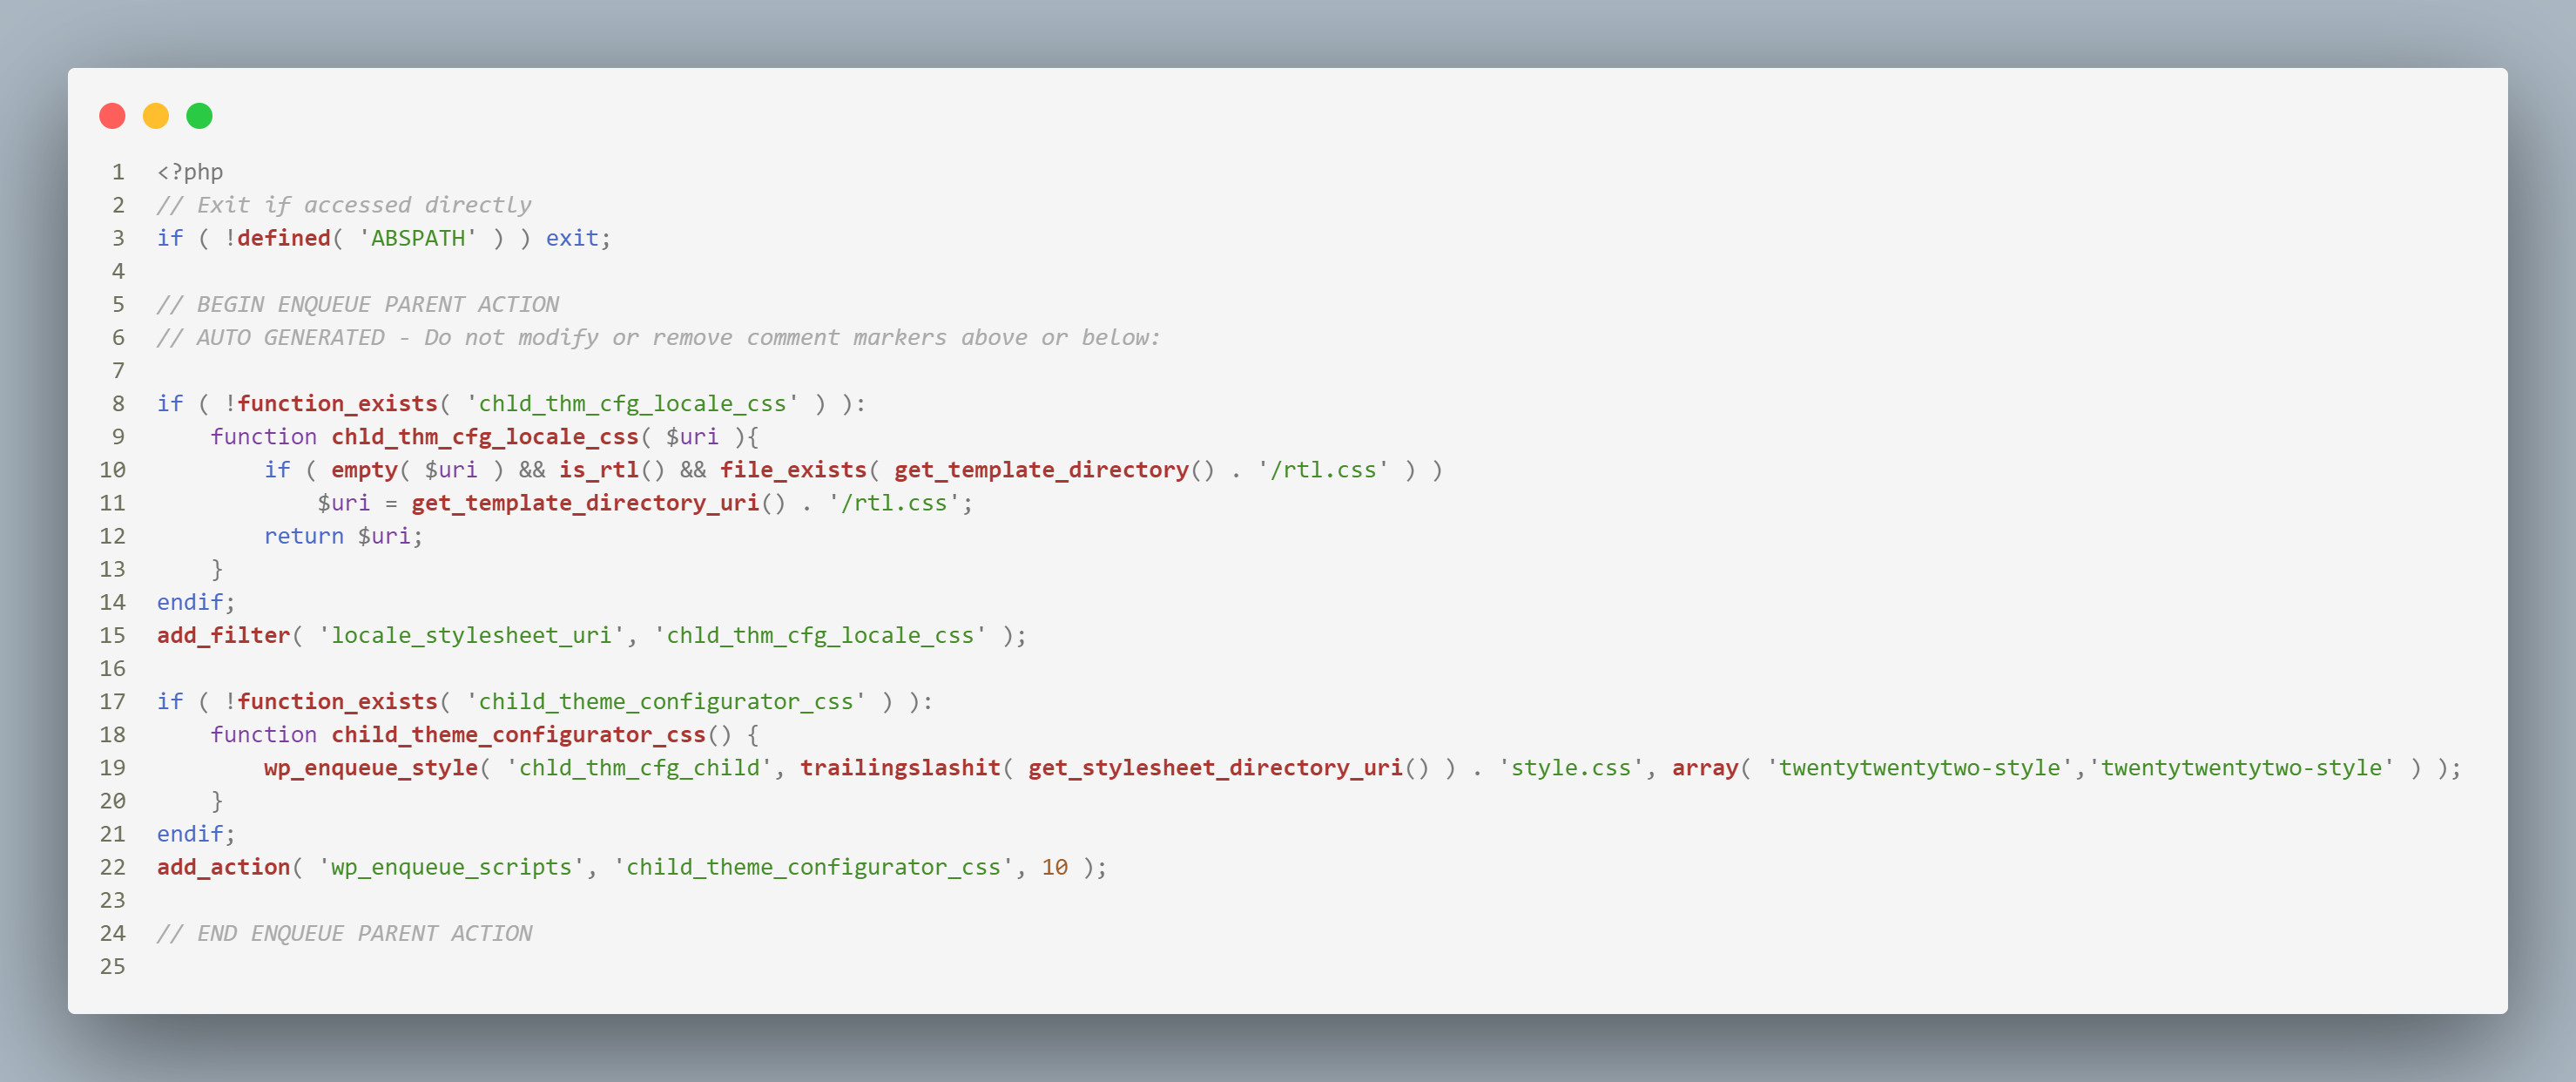 1 <?php
2 // Exit if accessed directly
3 if ( !defined( 'ABSPATH' ) ) exit;
4
5 // BEGIN ENQUEUE PARENT ACTION
6 // AUTO GENERATED - Do not modify or remove comment markers above or below:
7
8 if ( !function_exists( 'chld_thm_cfg_locale_css' ) ):
9     function chld_thm_cfg_locale_css( $uri ){
10         if ( empty( $uri ) && is_rtl() && file_exists( get_template_directory() . '/rtl.css' ) )
11             $uri = get_template_directory_uri() . '/rtl.css';
12         return $uri;
13     }
14 endif;
15 add_filter( 'locale_stylesheet_uri', 'chld_thm_cfg_locale_css' );
16
17 if ( !function_exists( 'child_theme_configurator_css' ) ):
18     function child_theme_configurator_css() {
19         wp_enqueue_style( 'chld_thm_cfg_child', trailingslashit( get_stylesheet_directory_uri() ) . 'style.css', array( 'twentytwentytwo-style','twentytwentytwo-style' ) );
20     }
21 endif;
22 add_action( 'wp_enqueue_scripts', 'child_theme_configurator_css', 10 );
23
24 // END ENQUEUE PARENT ACTION
25